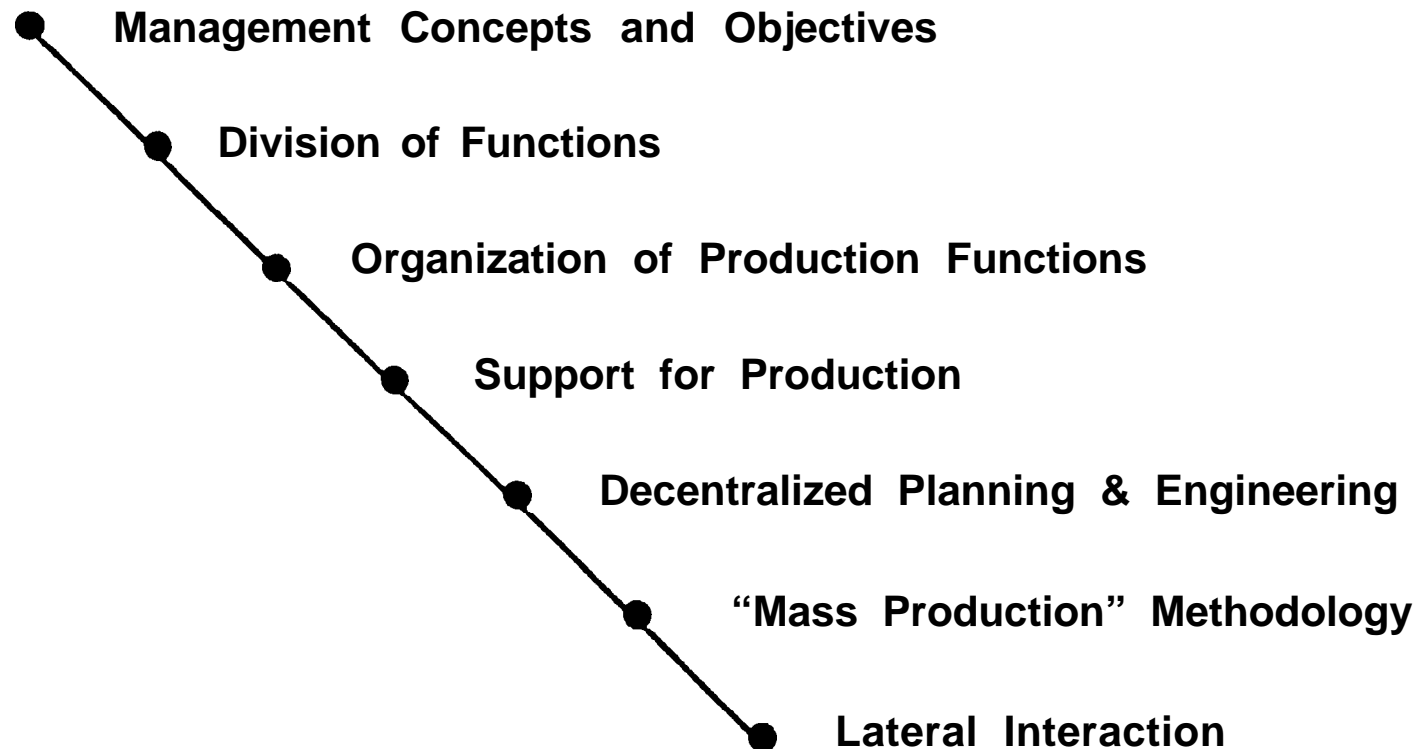 Management Concepts and Objectives
Division of Functions
Organization of Production Functions
Support for Production
Decentralized Planning & Engineering
“Mass Production” Methodology
Lateral Interaction